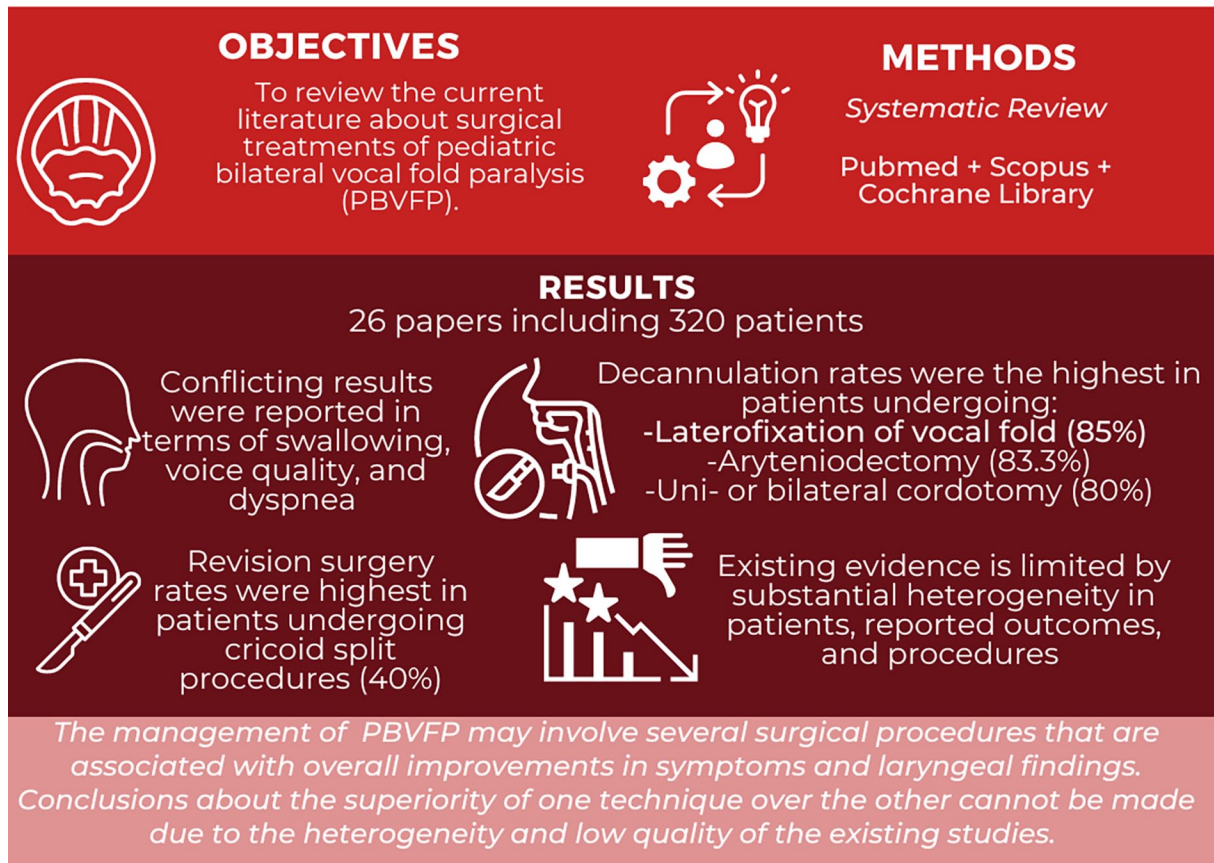 OBJECTIVES
To review the current
literature about surgical
treatments of pediatric
bilateral vocal fold paralysis
(PBVFP).
METHODS
Systematic Review
Pubmed + Scopus +
Cochrane Library
RESULTS
26 papers including 320 patients
Conflicting results
were reported in
terms of swallowing,
voice quality, and
dyspnea
Decannulation rates were the highest in
patients undergoing:
-Laterofixation of vocal fold (85%)
-Aryteniodectomy (83.3%)
-Uni- or bilateral cordotomy (80%)
Revision surgery
rates were highest in
patients undergoing
cricoid split
procedures (40%)
Existing evidence is limited by
substantial heterogeneity in
patients, reported outcomes,
and procedures
The management of PBVFP may involve several surgical procedures that are
associated with overall improvements in symptoms and laryngeal findings.
Conclusions about the superiority of one technique over the other cannot be made
due to the heterogeneity and low quality of the existing studies.